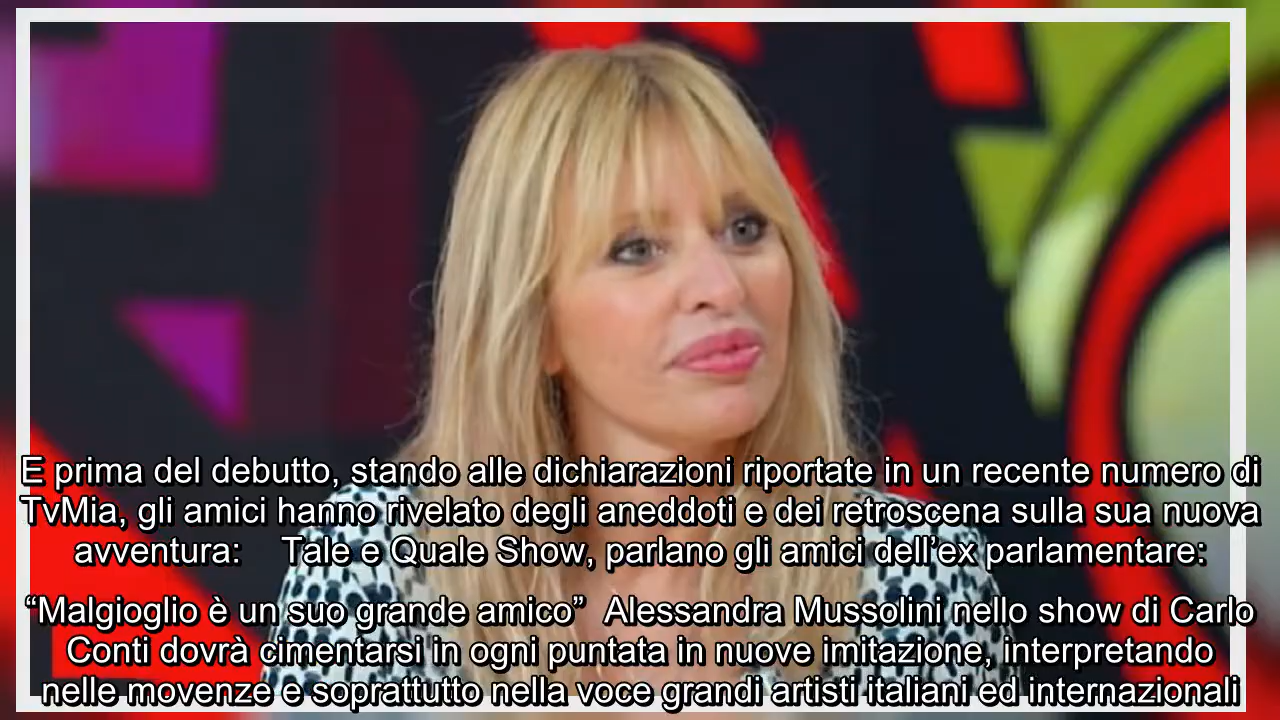 E prima del debutto, stando alle dichiarazioni riportate in un recente numero di
TvMia, gli amici hanno rivelato degli aneddoti e dei retroscena sulla sua nuova
avventura: Tale e Quale Show, parlano gli amici dell’ex parlamentare:
“Malgioglio è un suo grande amico” Alessandra Mussolini nello show di Carlo
Conti dovrà cimentarsi in ogni puntata in nuove imitazione, interpretando
nelle movenze e soprattutto nella voce grandi artisti italiani ed internazionali